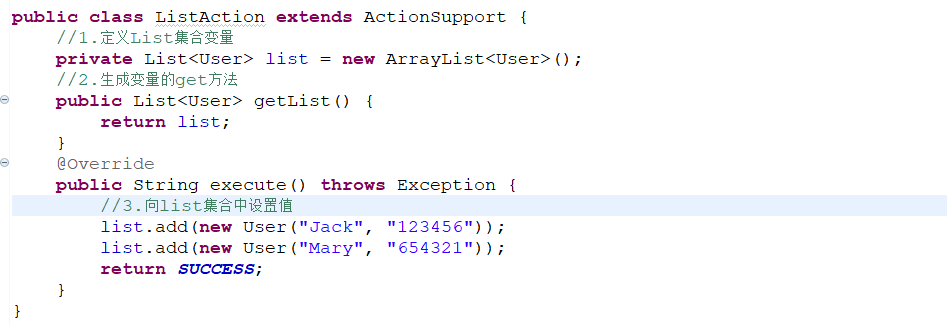 public class ListAction extends ActionSupport {
    //1.定义List集合变量
    private List<User> list = new ArrayList<User>();
    //2.生成变量的get方法
    public List<User> getList() {
        return list;
    }
    @Override
    public String execute() throws Exception {
        //3.向list集合中设置值
        list.add(new User("Jack", "123456"));
        list.add(new User("Mary", "654321"));
        return SUCCESS;
    }
}